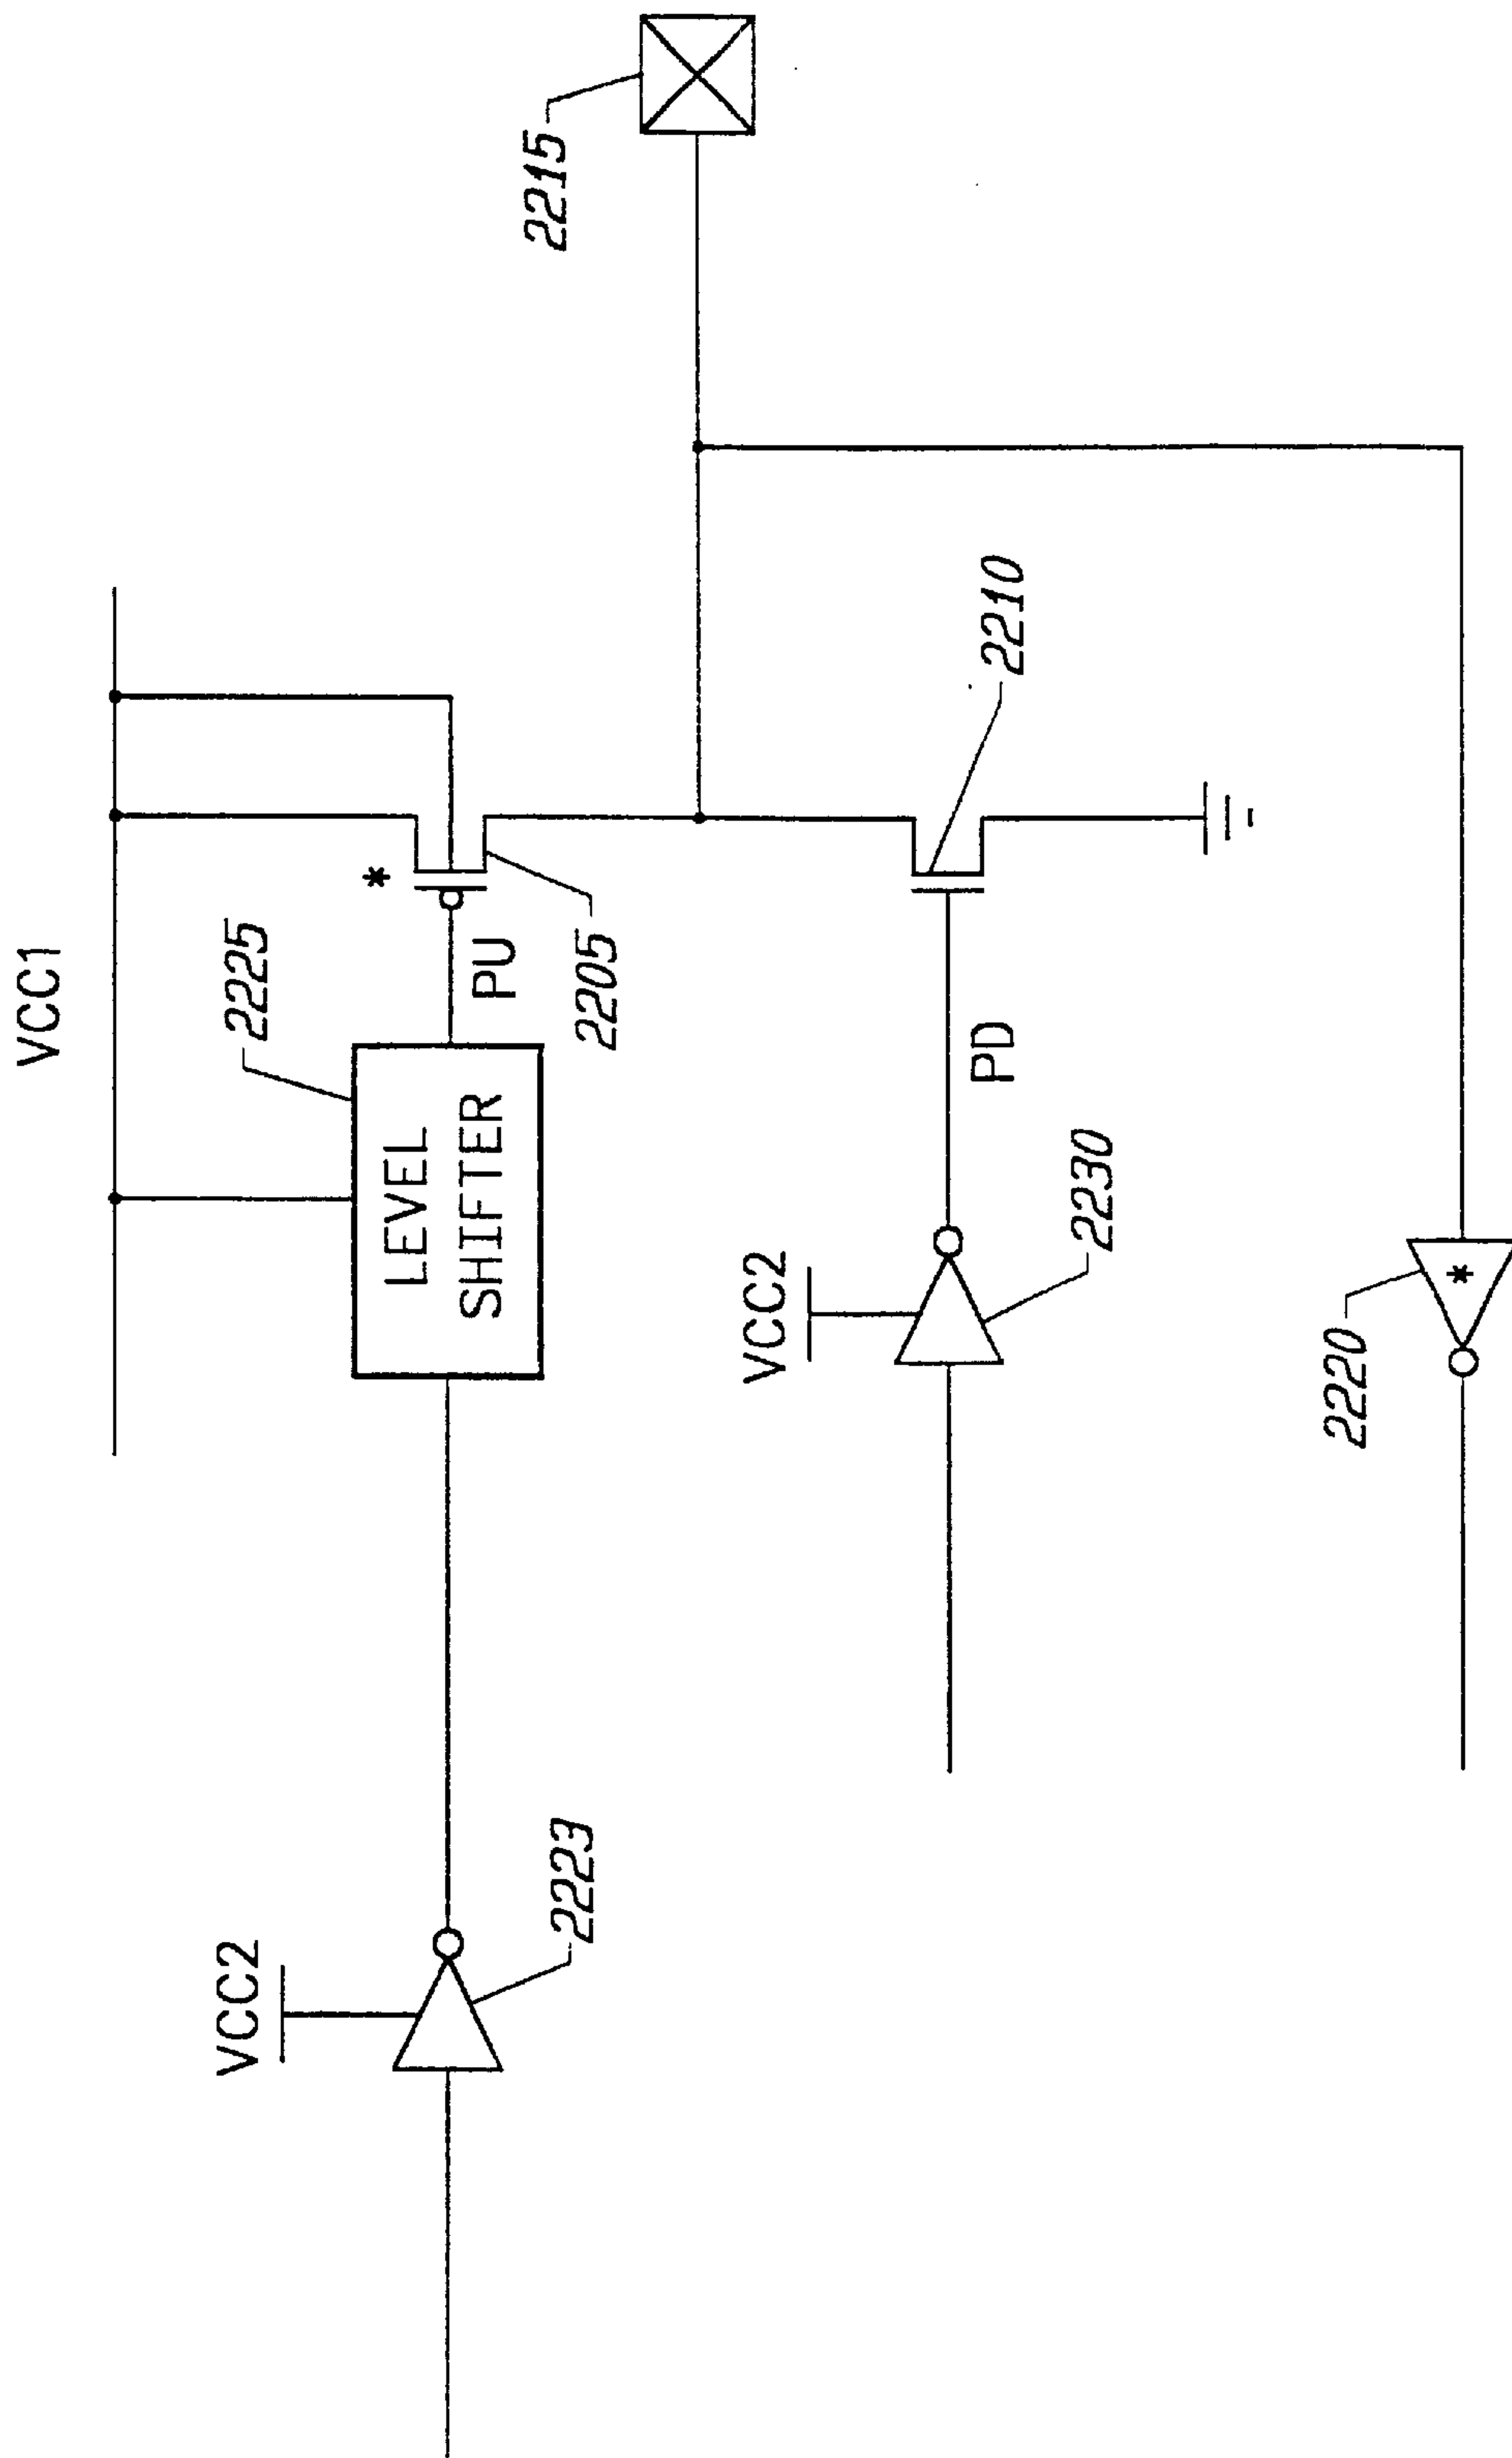 VCC1
2225
*
LEVEL
SHIFTER
PU
2205
2215
VCC2
2223
VCC2
PD
2210
2230
2220
*